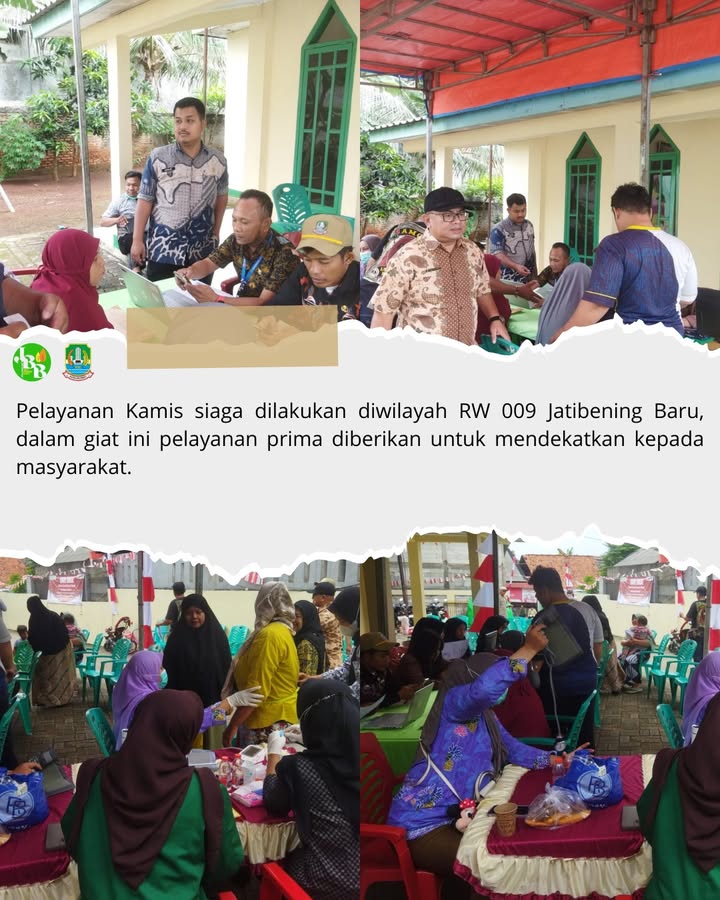 JBB
Pelayanan Kamis siaga dilakukan diwilayah RW 009 Jatibening Baru,
dalam giat ini pelayanan prima diberikan untuk mendekatkan kepada
masyarakat.